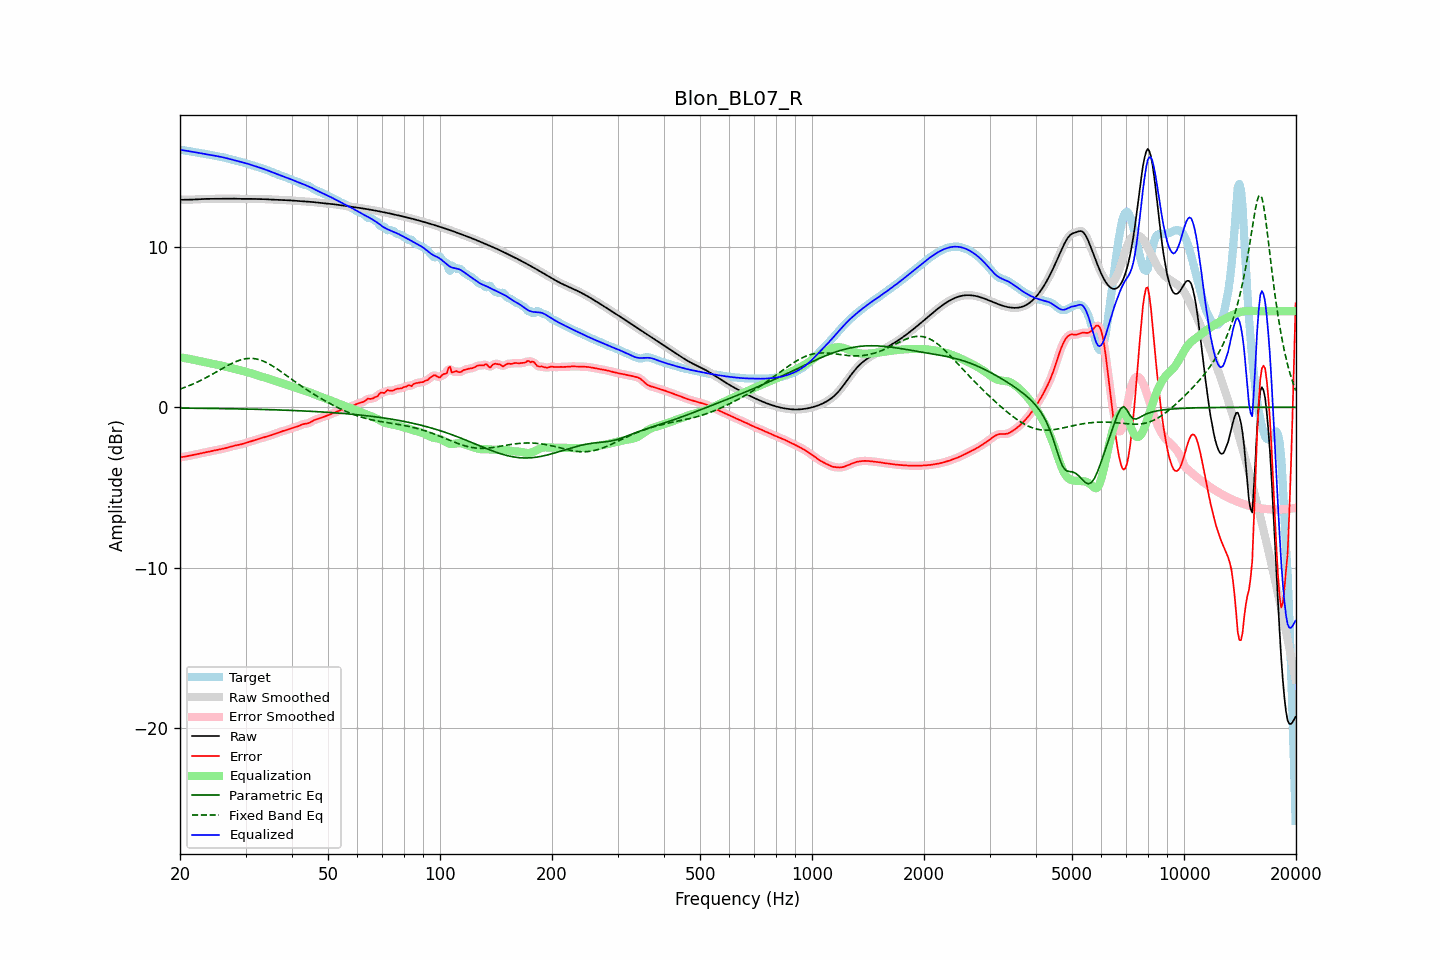 Blon_BL07_R
Amplitude (dBr)
10
0
−10
−20
Target
Raw Smoothed
Error Smoothed
Raw
Error
Equalization
Parametric Eq
Fixed Band Eq
Equalized
20 50 100 200 500 1000 2000 5000 10000 20000
Frequency (Hz)